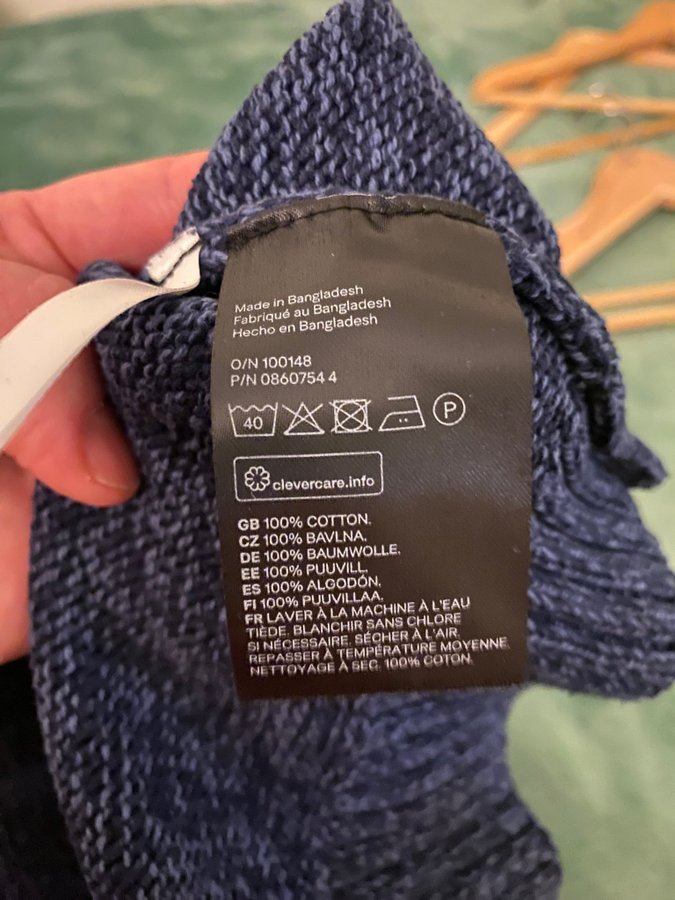 Made in Bangladesh
Fabriqué au Bangladesh
Hecho en Bangladesh
O/N 100148
P/N 0860754 4
40 P
clevercare.info
GB 100% COTTON.
CZ 100% BAVLNA.
DE 100% BAUMWOLLE.
EE 100% PUUVILL.
ES 100% ALGODÓN.
FI 100% PUUVILLAA.
FR LAVER À LA MACHINE À L'EAU
TIÈDE. BLANCHIR SANS CHLORE
SI NÉCESSAIRE. SÉCHER À L'AIR.
REPASSER À TEMPÉRATURE MOYENNE.
NETTOYAGE À SEC. 100% COTON.